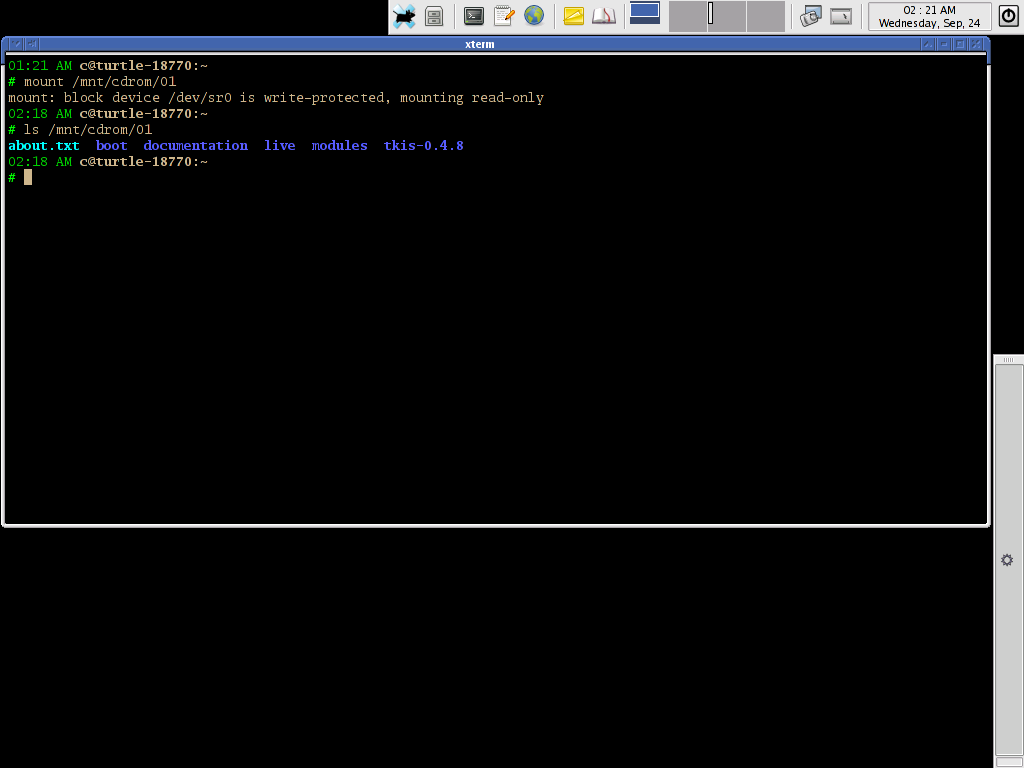 02 : 21 AM
Wednesday, Sep, 24
xterm
01:21 AM c@turtle-18770:~
# mount /mnt/cdrom/01
mount: block device /dev/sr0 is write-protected, mounting read-only
02:18 AM c@turtle-18770:~
# ls /mnt/cdrom/01
about.txt  boot  documentation  live  modules  tkis-0.4.8
02:18 AM c@turtle-18770:~
#